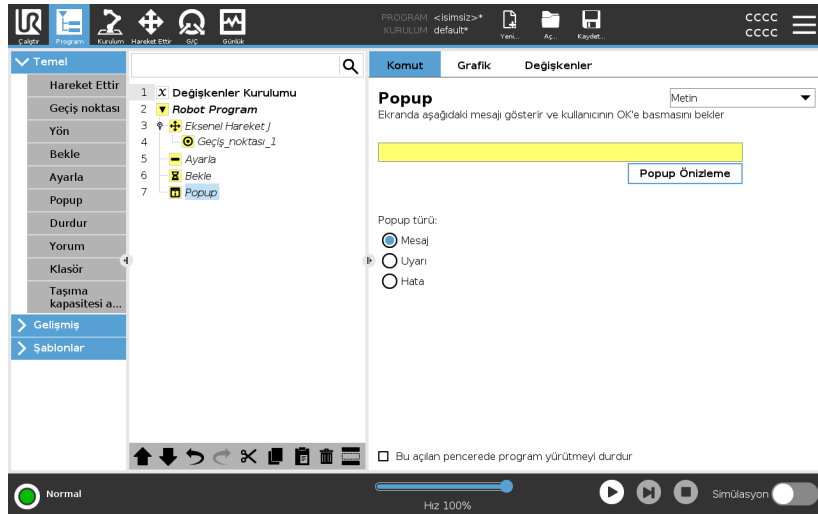 UR
Çalıştır
Program
Kurulum
Hareket Ettir
G/Ç
Günlük
PROGRAM <isimsiz>*
KURULUM default*
Yeni...
Aç...
Kaydet...
cccc
cccc
Temel
Hareket Ettir
Geçiş noktası
Yön
Bekle
Ayarla
Popup
Durdur
Yorum
Klasör
Taşıma
kapasitesi a...
Gelişmiş
Şablonlar
1 X Değişkenler Kurulumu
2 Robot Program
3 Eksenel Hareket J
4 Geçiş_noktası_1
5 Ayarla
6 Bekle
7 Popup
Komut
Grafik
Değişkenler
Popup
Metin
Ekranda aşağıdaki mesajı gösterir ve kullanıcının OK'e basmasını bekler
Popup Önizleme
Popup türü:
Mesaj
Uyarı
Hata
Bu açılan pencerede program yürütmeyi durdur
Normal
Hız 100%
Simülasyon